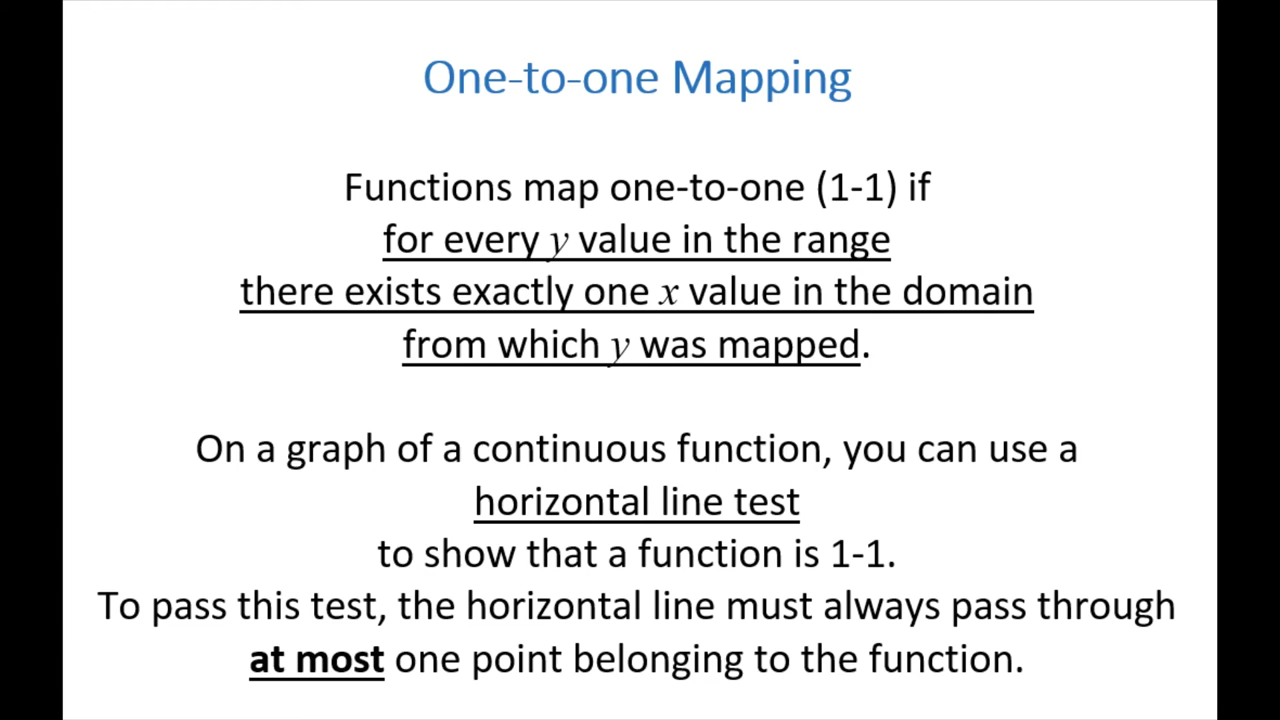 One-to-one Mapping
Functions map one-to-one (1-1) if
for every y value in the range
there exists exactly one x value in the domain
from which y was mapped.
On a graph of a continuous function, you can use a
horizontal line test
to show that a function is 1-1.
To pass this test, the horizontal line must always pass through
at most one point belonging to the function.